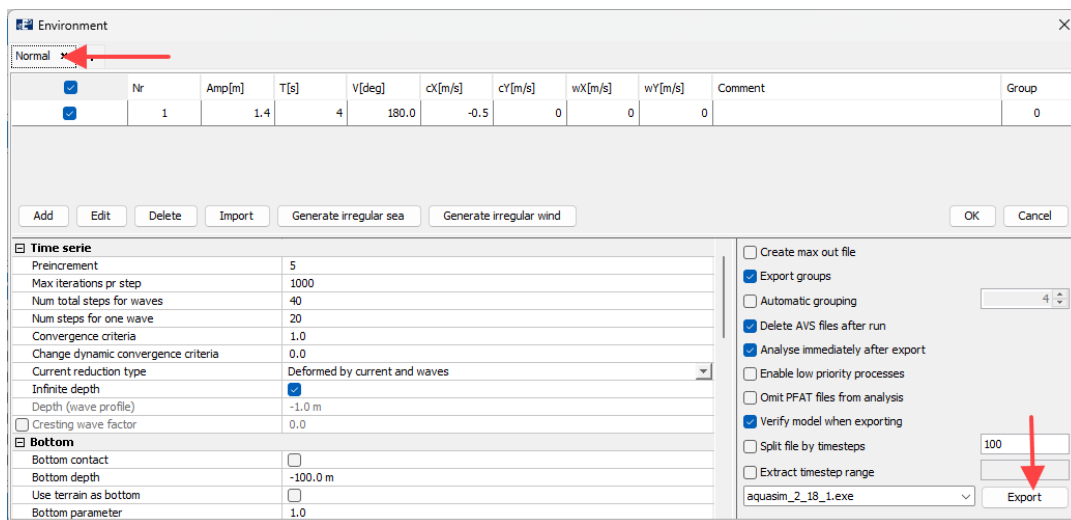 Environment
Normal
Nr Amp[m] T[s] V[deg] cX[m/s] cY[m/s] wX[m/s] wY[m/s] Comment Group
1 1.4 4 180.0 -0.5 0 0 0 0
Add Edit Delete Import Generate irregular sea Generate irregular wind OK Cancel
Time serie
Preincrement 5
Max iterations pr step 1000
Num total steps for waves 40
Num steps for one wave 20
Convergence criteria 1.0
Change dynamic convergence criteria 0.0
Current reduction type Deformed by current and waves
Infinite depth
Depth (wave profile) -1.0 m
Cresting wave factor 0.0
Bottom
Bottom contact
Bottom depth -100.0 m
Use terrain as bottom
Bottom parameter 1.0
Create max out file
Export groups
Automatic grouping 4
Delete AVS files after run
Analyse immediately after export
Enable low priority processes
Omit PFAT files from analysis
Verify model when exporting
Split file by timesteps 100
Extract timestep range
aquasim_2_18_1.exe Export